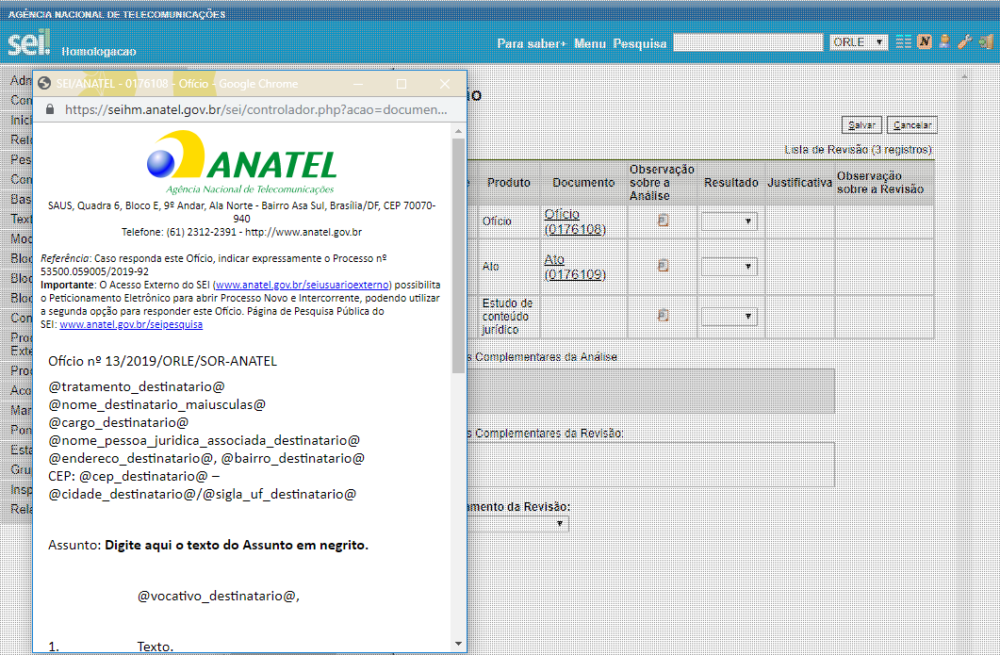 AGÊNCIA NACIONAL DE TELECOMUNICAÇÕES
sei!
Homologacao
Para saber+ Menu Pesquisa
ORLE
N
SEI/ANATEL - 0176108 - Ofício - Google Chrome
https://seihm.anatel.gov.br/sei/controlador.php?acao=documen...
ANATEL
Agência Nacional de Telecomunicações
SAUS, Quadra 6, Bloco E, 9º Andar, Ala Norte - Bairro Asa Sul, Brasília/DF, CEP 70070-
940
Telefone: (61) 2312-2391 - http://www.anatel.gov.br
Referência: Caso responda este Ofício, indicar expressamente o Processo nº
53500.059005/2019-92
Importante: O Acesso Externo do SEI (www.anatel.gov.br/seiusuarioexterno) possibilita
o Peticionamento Eletrônico para abrir Processo Novo e Intercorrente, podendo utilizar
a segunda opção para responder este Ofício. Página de Pesquisa Pública do
SEI: www.anatel.gov.br/seipesquisa
Ofício nº 13/2019/ORLE/SOR-ANATEL
@tratamento_destinatario@
@nome_destinatario_maiusculas@
@cargo_destinatario@
@nome_pessoa_juridica_associada_destinatario@
@endereco_destinatario@, @bairro_destinatario@
CEP: @cep_destinatario@ –
@cidade_destinatario@/@sigla_uf_destinatario@
Assunto: Digite aqui o texto do Assunto em negrito.
@vocativo_destinatario@,
1. Texto.
Adm
Con
Inici
Reto
Pes
Con
Bas
Text
Mod
Bloc
Bloc
Bloc
Con
Proc
Exte
Proc
Aco
Mar
Pon
Esta
Gru
Insp
Rela
ão
Salvar Cancelar
Lista de Revisão (3 registros)
Produto Documento Observação sobre a Análise Resultado Justificativa Observação sobre a Revisão
Ofício Ofício (0176108)
Ato Ato (0176109)
Estudo de
conteúdo
jurídico
s Complementares da Análise
s Complementares da Revisão:
mento da Revisão: